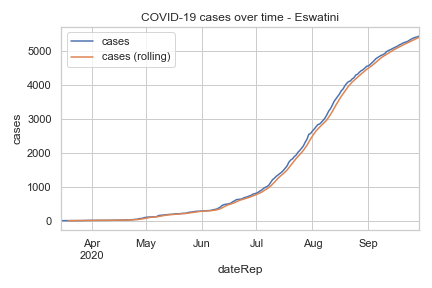 COVID-19 cases over time - Eswatini
cases
cases (rolling)
5000
4000
3000
2000
1000
0
cases
Apr
2020
May
Jun
Jul
Aug
Sep
dateRep